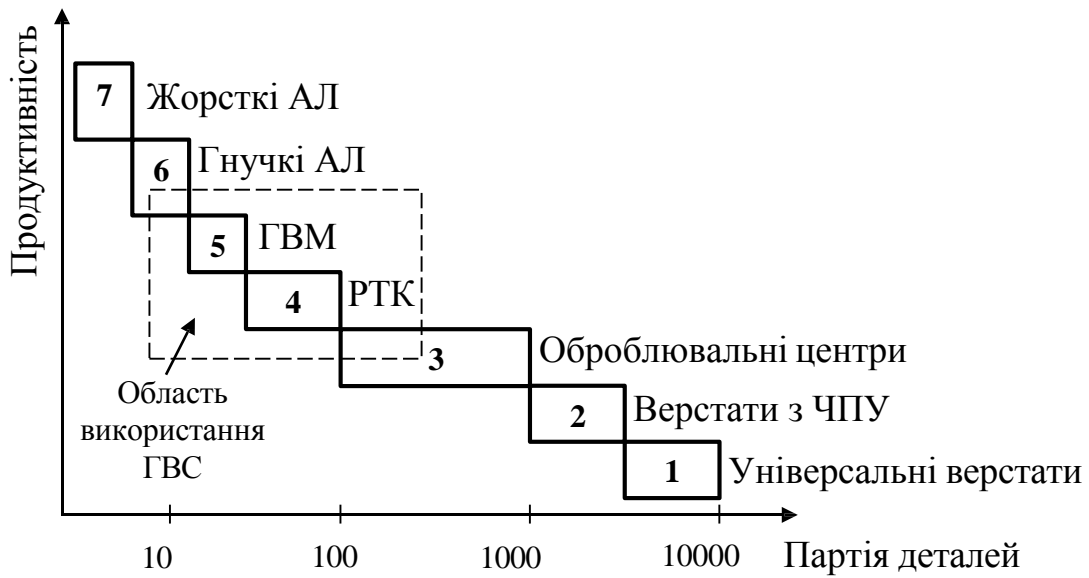 Продуктивність
7
Жорсткі АЛ
6
Гнучкі АЛ
5
ГВМ
4
РТК
3
Оброблювальні центри
Область
використання
ГВС
2
Верстати з ЧПУ
1
Універсальні верстати
10
100
1000
10000
Партія деталей